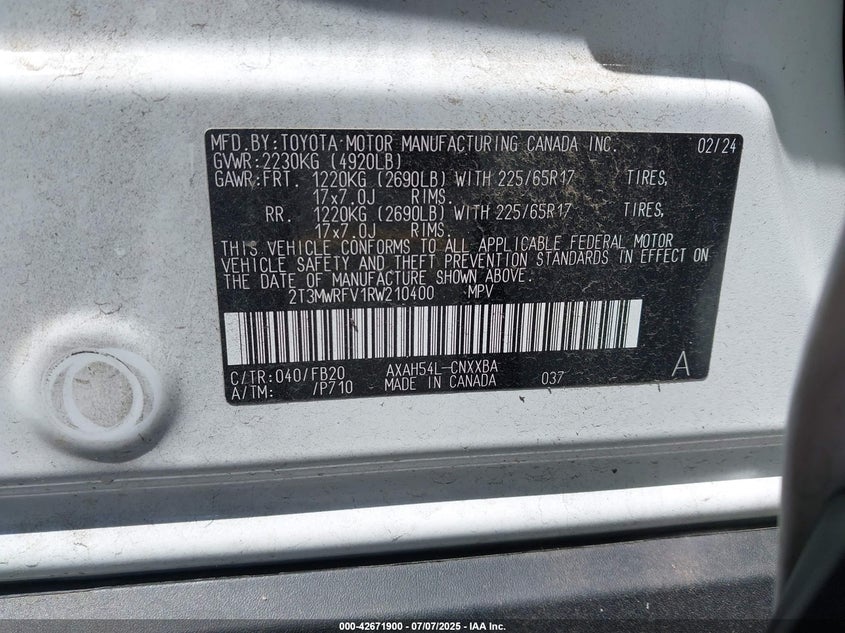 MFD.BY:TOYOTA MOTOR MANUFACTURING CANADA INC. 02/24
GVWR:2230KG (4920LB)
GAWR:FRT. 1220KG (2690LB) WITH 225/65R17 TIRES,
17x7.0J RIMS.
RR. 1220KG (2690LB) WITH 225/65R17 TIRES,
17x7.0J RIMS.
THIS VEHICLE CONFORMS TO ALL APPLICABLE FEDERAL MOTOR
VEHICLE SAFETY AND THEFT PREVENTION STANDARDS IN EFFECT ON
THE DATE OF MANUFACTURE SHOWN ABOVE.
2T3MWRFV1RW210400 MPV
C/TR:040/FB20 AXAH54L-CNXXBA
A/TM: /P710 MADE IN CANADA 037 A
000-42671900 - 07/07/2025 - IAA Inc.